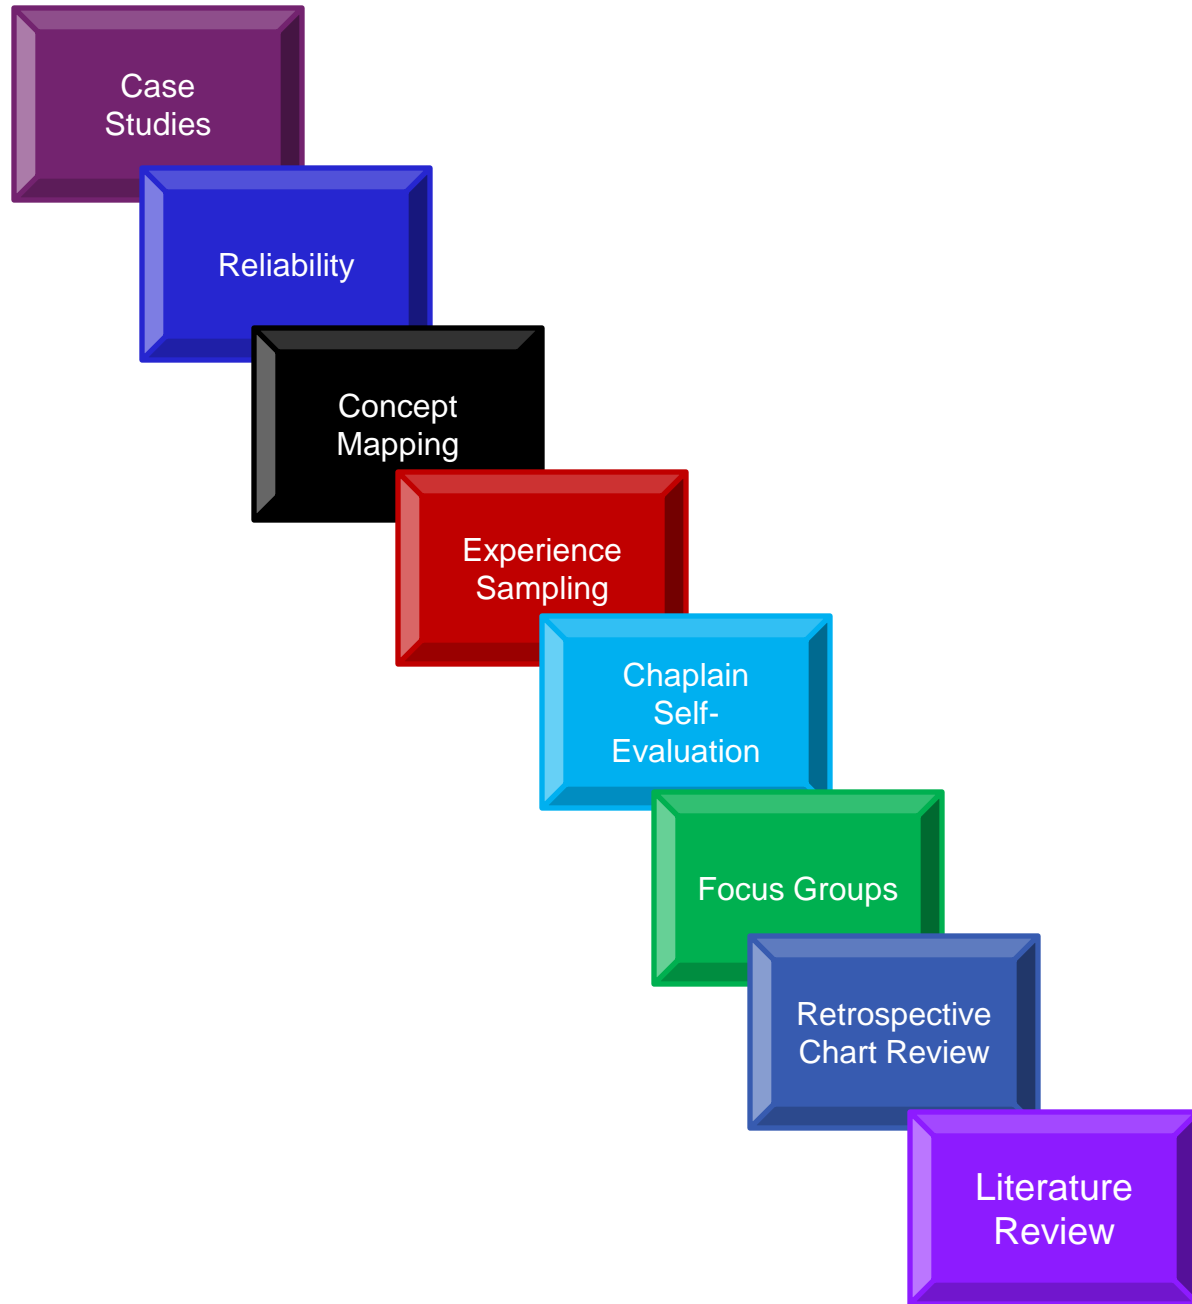 Case
Studies
Reliability
Concept
Mapping
Experience
Sampling
Chaplain
Self-
Evaluation
Focus Groups
Retrospective
Chart Review
Literature
Review